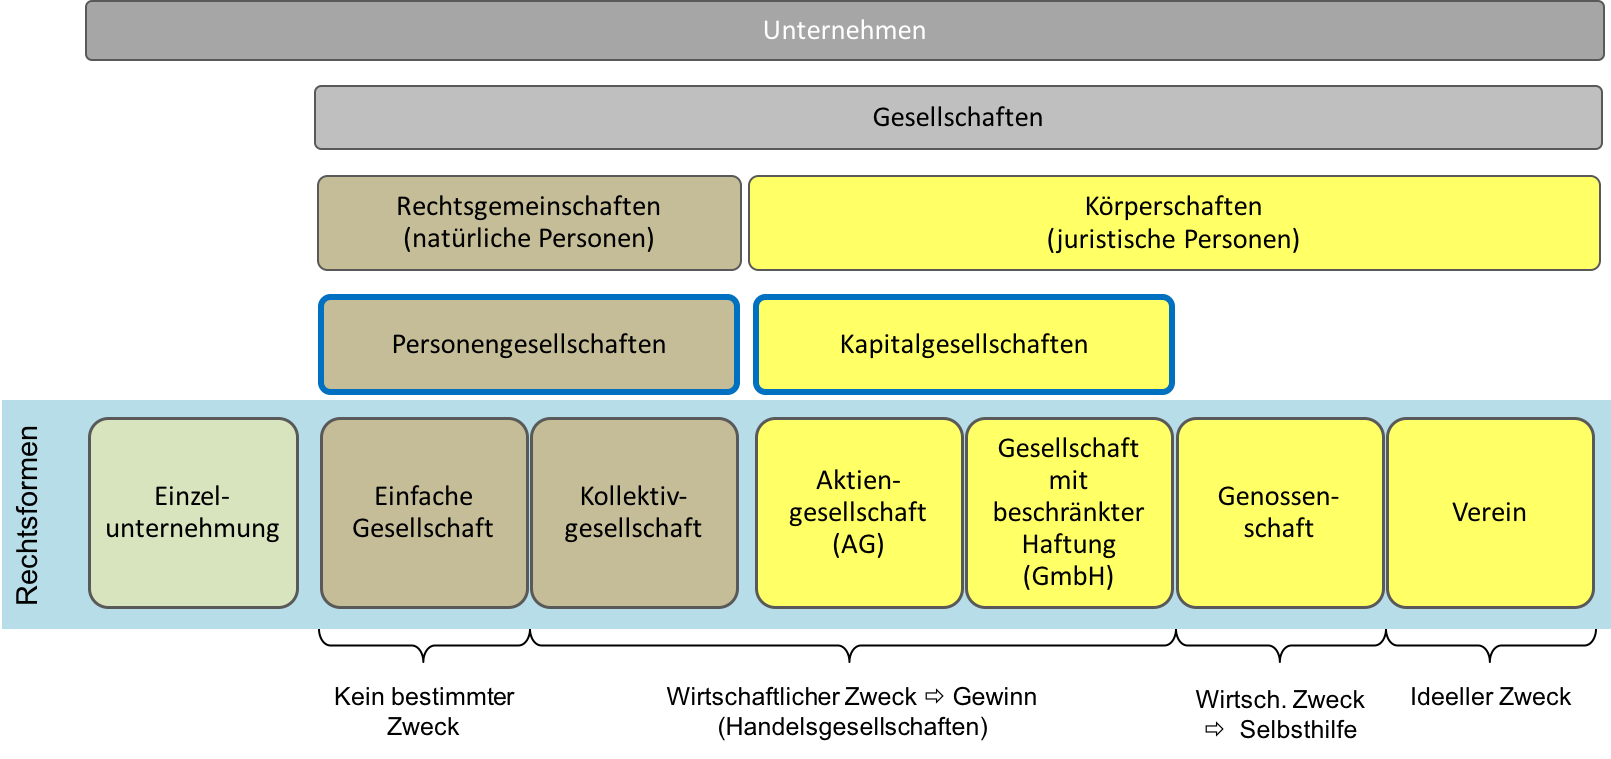 Unternehmen
Gesellschaften
Rechtsgemeinschaften
(natürliche Personen)
Körperschaften
(juristische Personen)
Personengesellschaften
Kapitalgesellschaften
Rechtsformen
Einzel-
unternehmung
Einfache
Gesellschaft
Kollektiv-
gesellschaft
Aktien-
gesellschaft
(AG)
Gesellschaft
mit
beschränkter
Haftung
(GmbH)
Genossen-
schaft
Verein
Kein bestimmter
Zweck
Wirtschaftlicher Zweck ⇨ Gewinn
(Handelsgesellschaften)
Wirtsch. Zweck
⇨ Selbsthilfe
Ideeller Zweck